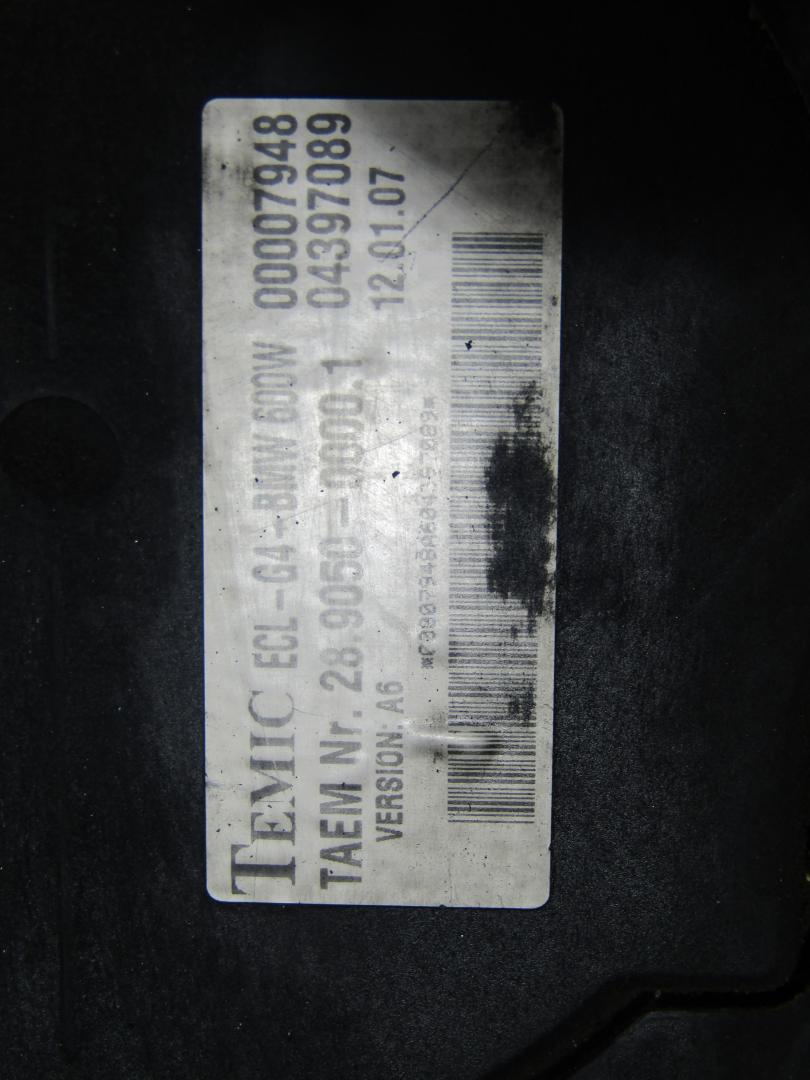 TEMIC ECL-G4-BMW 600W 00007948
TAEM Nr. 28.9050-0000.1 04397089
VERSION: A6 12.01.07